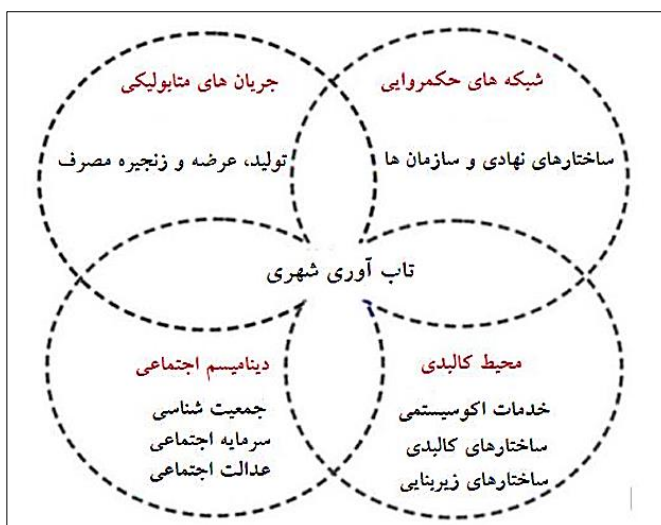 شبکه های حکمروایی
ساختارهای نهادی و سازمان ها
جریان های متابولیکی
تولید، عرضه و زنجیره مصرف
تاب آوری شهری
محیط کالبدی
خدمات اکوسیستمی
ساختارهای کالبدی
ساختارهای زیربنایی
دینامیسم اجتماعی
جمعیت شناسی
سرمایه اجتماعی
عدالت اجتماعی